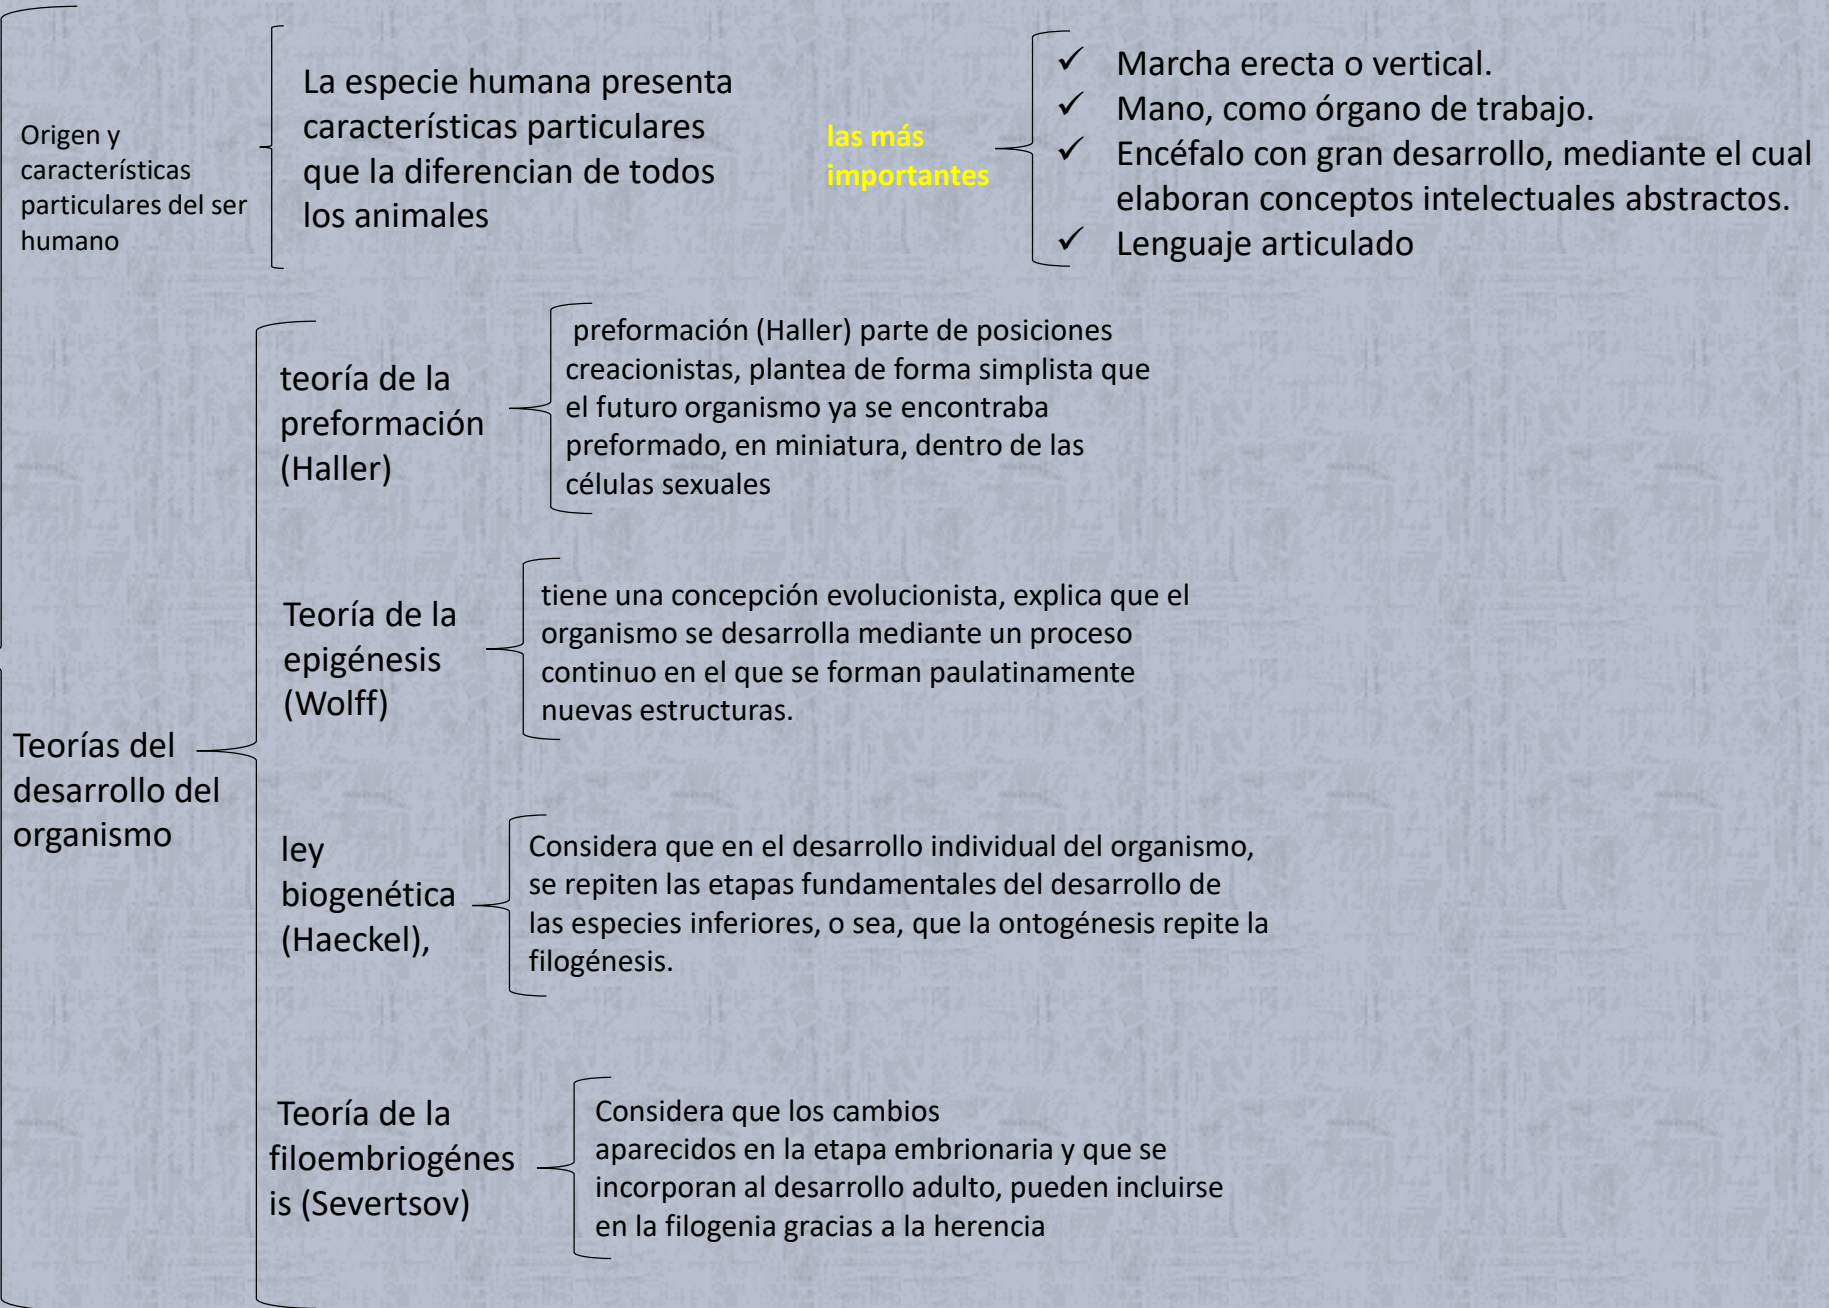 Origen y
características
particulares del ser
humano
La especie humana presenta
características particulares
que la diferencian de todos
los animales
las más
importantes
✓ Marcha erecta o vertical.
✓ Mano, como órgano de trabajo.
✓ Encéfalo con gran desarrollo, mediante el cual
elaboran conceptos intelectuales abstractos.
✓ Lenguaje articulado
Teorías del
desarrollo del
organismo
teoría de la
preformación
(Haller)
preformación (Haller) parte de posiciones
creacionistas, plantea de forma simplista que
el futuro organismo ya se encontraba
preformado, en miniatura, dentro de las
células sexuales
Teoría de la
epigénesis
(Wolff)
tiene una concepción evolucionista, explica que el
organismo se desarrolla mediante un proceso
continuo en el que se forman paulatinamente
nuevas estructuras.
ley
biogenética
(Haeckel),
Considera que en el desarrollo individual del organismo,
se repiten las etapas fundamentales del desarrollo de
las especies inferiores, o sea, que la ontogénesis repite la
filogénesis.
Teoría de la
filoembriogénes
is (Severtsov)
Considera que los cambios
aparecidos en la etapa embrionaria y que se
incorporan al desarrollo adulto, pueden incluirse
en la filogenia gracias a la herencia